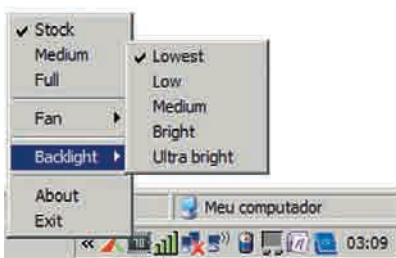 Stock
Medium
Full
Fan
Backlight
About
Exit
Lowest
Low
Medium
Bright
Ultra bright
Meu computador
« 03:09